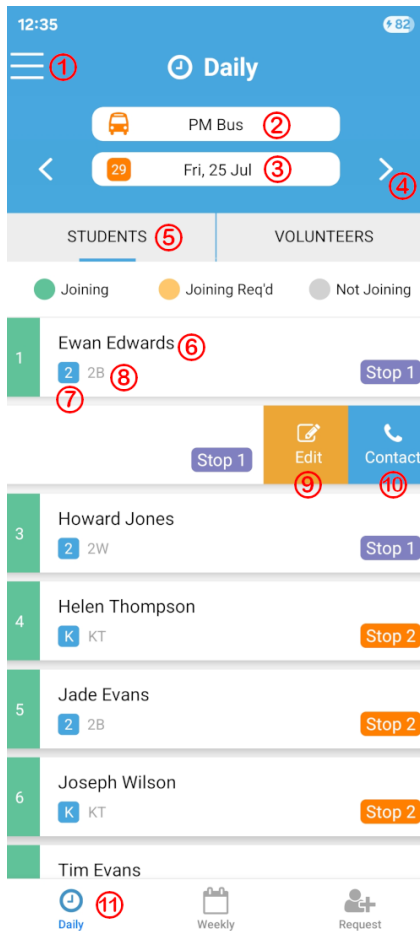 12:35
82
①
Daily
PM Bus ②
29 Fri, 25 Jul ③
④
STUDENTS ⑤ VOLUNTEERS
Joining Joining Req'd Not Joining
1 Ewan Edwards ⑥
2 2B ⑧ Stop 1
⑦
Stop 1 Edit Contact
⑨ ⑩
3 Howard Jones
2 2W Stop 1
4 Helen Thompson
K KT Stop 2
5 Jade Evans
2 2B Stop 2
6 Joseph Wilson
K KT Stop 2
Tim Evans
⑪
Daily Weekly Request